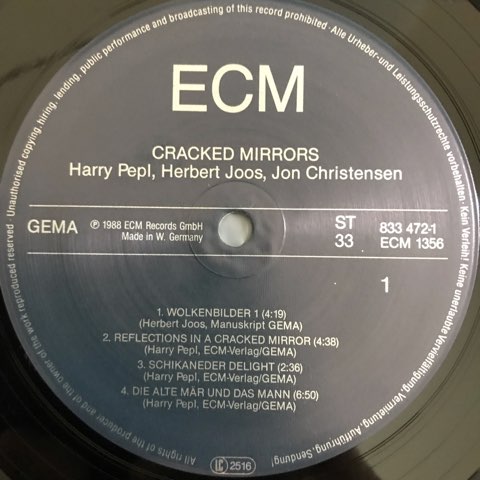 ECM
CRACKED MIRRORS
Harry Pepl, Herbert Joos, Jon Christensen
GEMA
℗ 1988 ECM Records GmbH
Made in W. Germany
ST
33
833 472-1
ECM 1356
1
1. WOLKENBILDER 1 (4:19)
(Herbert Joos, Manuskript GEMA)
2. REFLECTIONS IN A CRACKED MIRROR (4:38)
(Harry Pepl, ECM-Verlag/GEMA)
3. SCHIKANEDER DELIGHT (2:36)
(Harry Pepl, ECM-Verlag/GEMA)
4. DIE ALTE MÄR UND DAS MANN (6:50)
(Harry Pepl, ECM-Verlag/GEMA)
LC 2516
All rights of the producer and of the owner of the work reproduced reserved · Unauthorised copying, hiring, lending, public performance and broadcasting of this record prohibited · Alle Urheber- und Leistungsschutzrechte vorbehalten · Kein Verleih! Keine unerlaubte Vervielfältigung, Vermietung, Aufführung, Sendung!